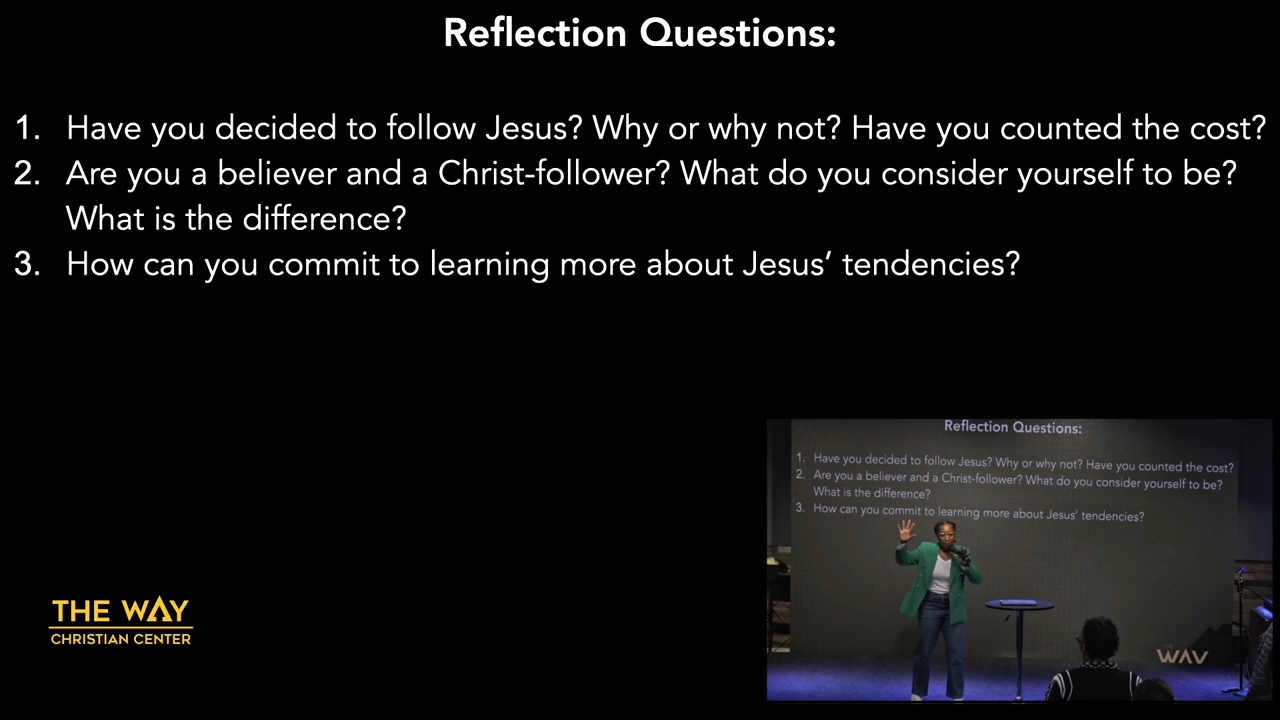 Reflection Questions:
1. Have you decided to follow Jesus? Why or why not? Have you counted the cost?
2. Are you a believer and a Christ-follower? What do you consider yourself to be?
What is the difference?
3. How can you commit to learning more about Jesus’ tendencies?
Reflection Questions:
1. Have you decided to follow Jesus? Why or why not? Have you counted the cost?
2. Are you a believer and a Christ-follower? What do you consider yourself to be?
What is the difference?
3. How can you commit to learning more about Jesus’ tendencies?
THE WAY
CHRISTIAN CENTER
WAY